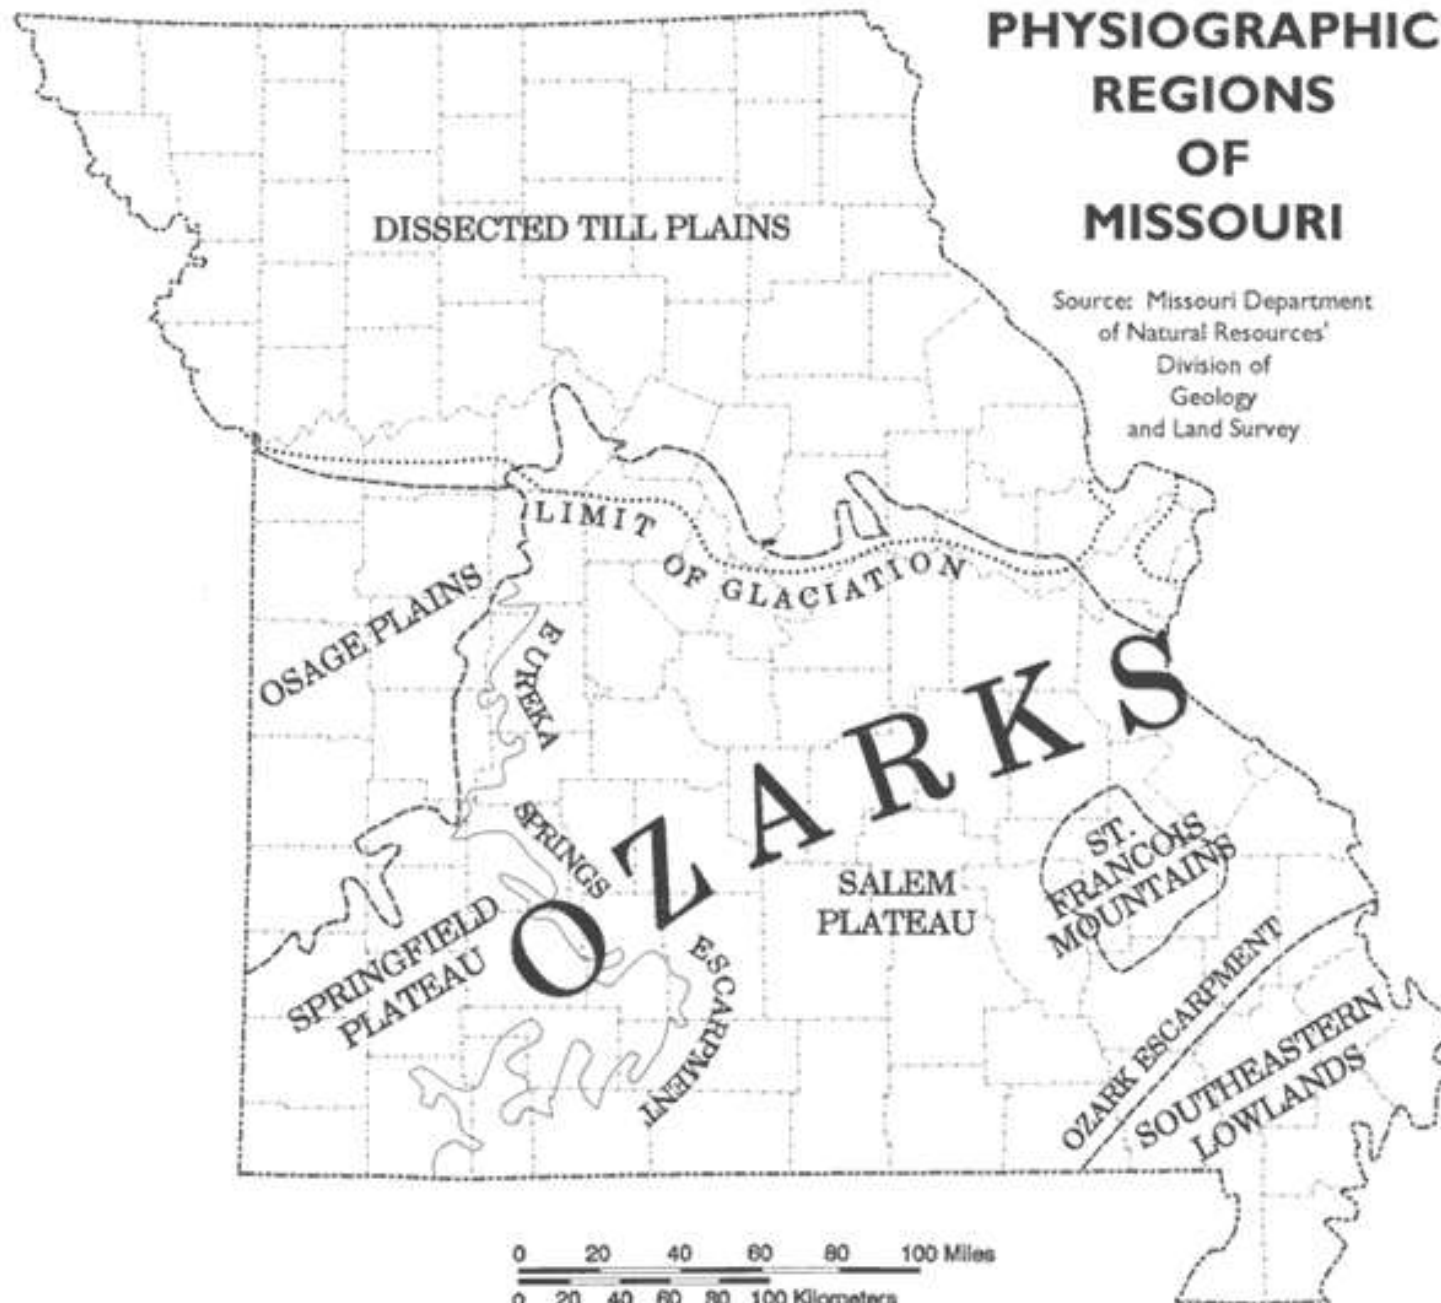 PHYSIOGRAPHIC
REGIONS
OF
MISSOURI
Source: Missouri Department
of Natural Resources'
Division of
Geology
and Land Survey
DISSECTED TILL PLAINS
LIMIT OF GLACIATION
OSAGE PLAINS
EUREKA SPRINGS ESCARPMENT
OZARKS
SALEM
PLATEAU
ST.
FRANCOIS
MOUNTAINS
SPRINGFIELD
PLATEAU
OZARK ESCARPMENT
SOUTHEASTERN
LOWLANDS
0 20 40 60 80 100 Miles
0 20 40 60 80 100 Kilometers